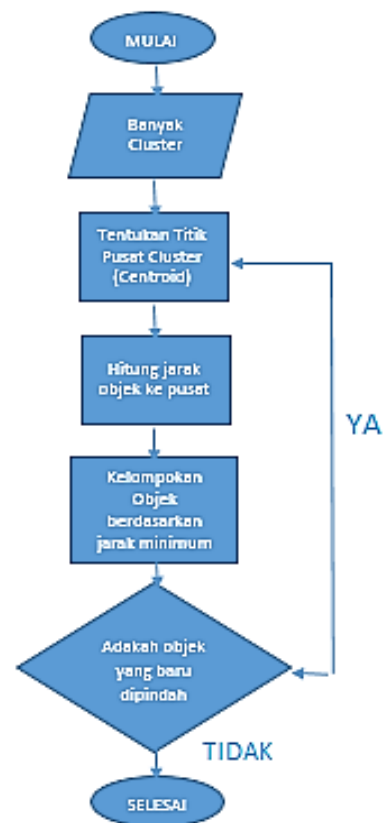 MULAI
Banyak
Cluster
Tentukan Titik
Pusat Cluster
(Centroid)
Hitung jarak
objek ke pusat
YA
Kelompokan
Objek
berdasarkan
jarak minimum
Adakah objek
yang baru
dipindah
TIDAK
SELESAI